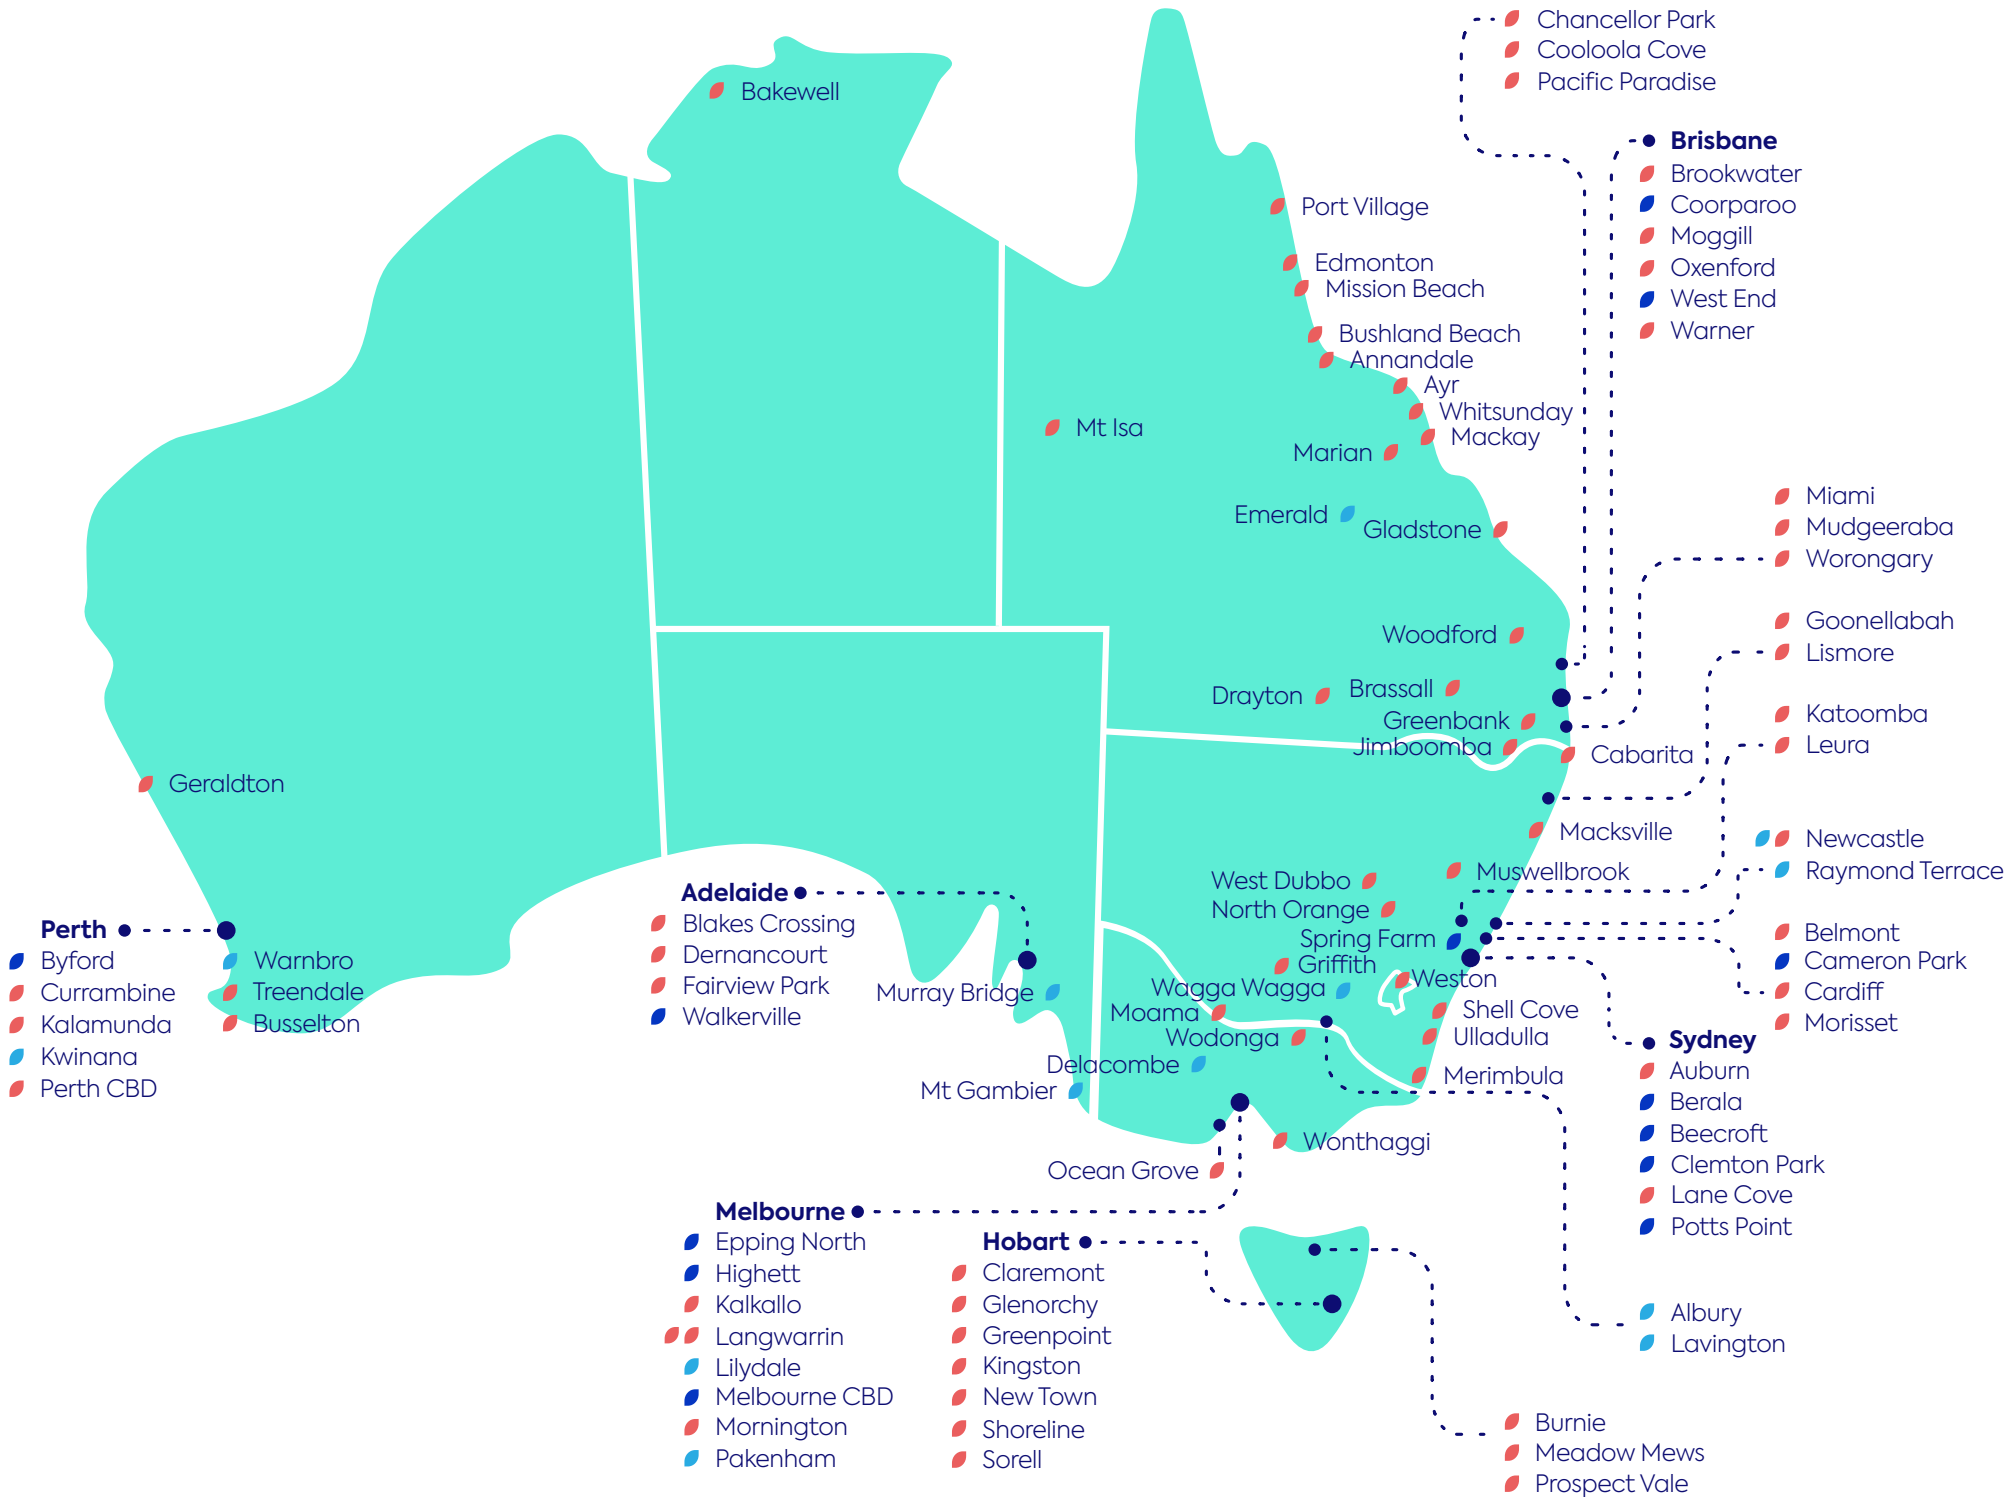 Chancellor Park
Cooloola Cove
Pacific Paradise
Bakewell
Brisbane
Brookwater
Coorparoo
Moggill
Oxenford
West End
Warner
Port Village
Edmonton
Mission Beach
Bushland Beach
Annandale
Ayr
Whitsunday
Mackay
Mt Isa
Marian
Emerald
Gladstone
Miami
Mudgeeraba
Worongary
Goonellabah
Lismore
Woodford
Drayton
Brassall
Greenbank
Jimboomba
Cabarita
Katoomba
Leura
Geraldton
Macksville
Newcastle
Raymond Terrace
Muswellbrook
West Dubbo
North Orange
Spring Farm
Griffith
Weston
Wagga Wagga
Moama
Wodonga
Shell Cove
Ulladulla
Merimbula
Belmont
Cameron Park
Cardiff
Morisset
Perth
Byford
Currambine
Kalamunda
Kwinana
Perth CBD
Warnbro
Treendale
Busselton
Adelaide
Blakes Crossing
Dernancourt
Fairview Park
Walkerville
Murray Bridge
Mt Gambier
Delacombe
Wonthaggi
Ocean Grove
Sydney
Auburn
Berala
Beecroft
Clemton Park
Lane Cove
Potts Point
Melbourne
Epping North
Highett
Kalkallo
Langwarrin
Lilydale
Melbourne CBD
Mornington
Pakenham
Hobart
Claremont
Glenorchy
Greenpoint
Kingston
New Town
Shoreline
Sorell
Albury
Lavington
Burnie
Meadow Mews
Prospect Vale